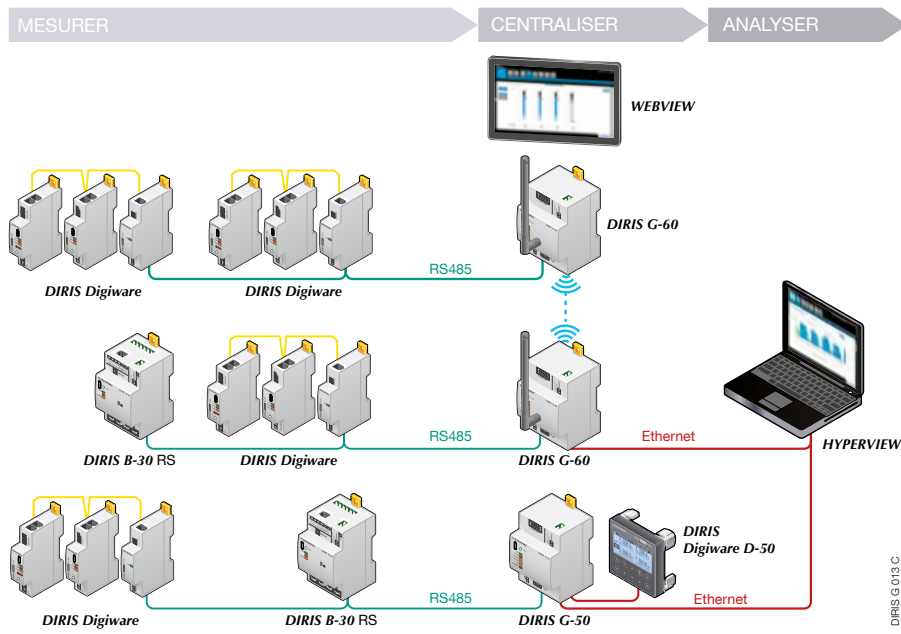 MESURER
CENTRALISER
ANALYSER
WEBVIEW
DIRIS G-60
RS485
DIRIS Digiware
DIRIS Digiware
RS485
Ethernet
HYPERVIEW
DIRIS B-30 RS
DIRIS Digiware
DIRIS G-60
DIRIS
Digiware D-50
RS485
Ethernet
DIRIS Digiware
DIRIS B-30 RS
DIRIS G-50
DIRIS G 013 C